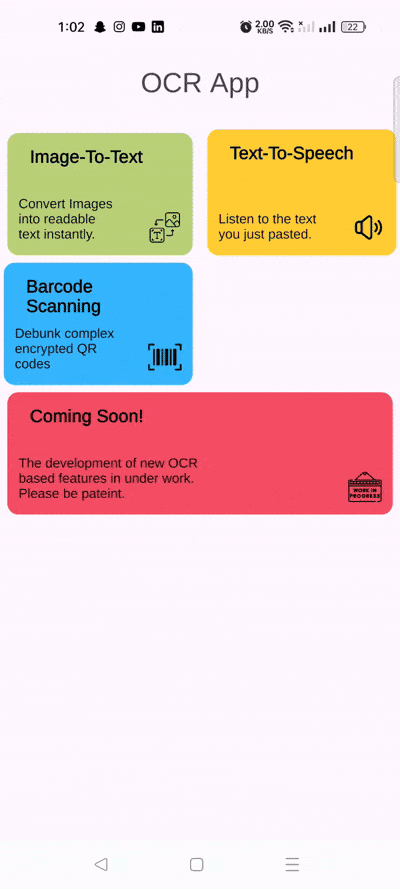 1:02
2.00
KB/S
22
OCR App
Image-To-Text
Convert Images
into readable
text instantly.
T
Text-To-Speech
Listen to the text
you just pasted.
Barcode
Scanning
Debunk complex
encrypted QR
codes
Coming Soon!
The development of new OCR
based features in under work.
Please be pateint.
WORK IN
PROGRESS